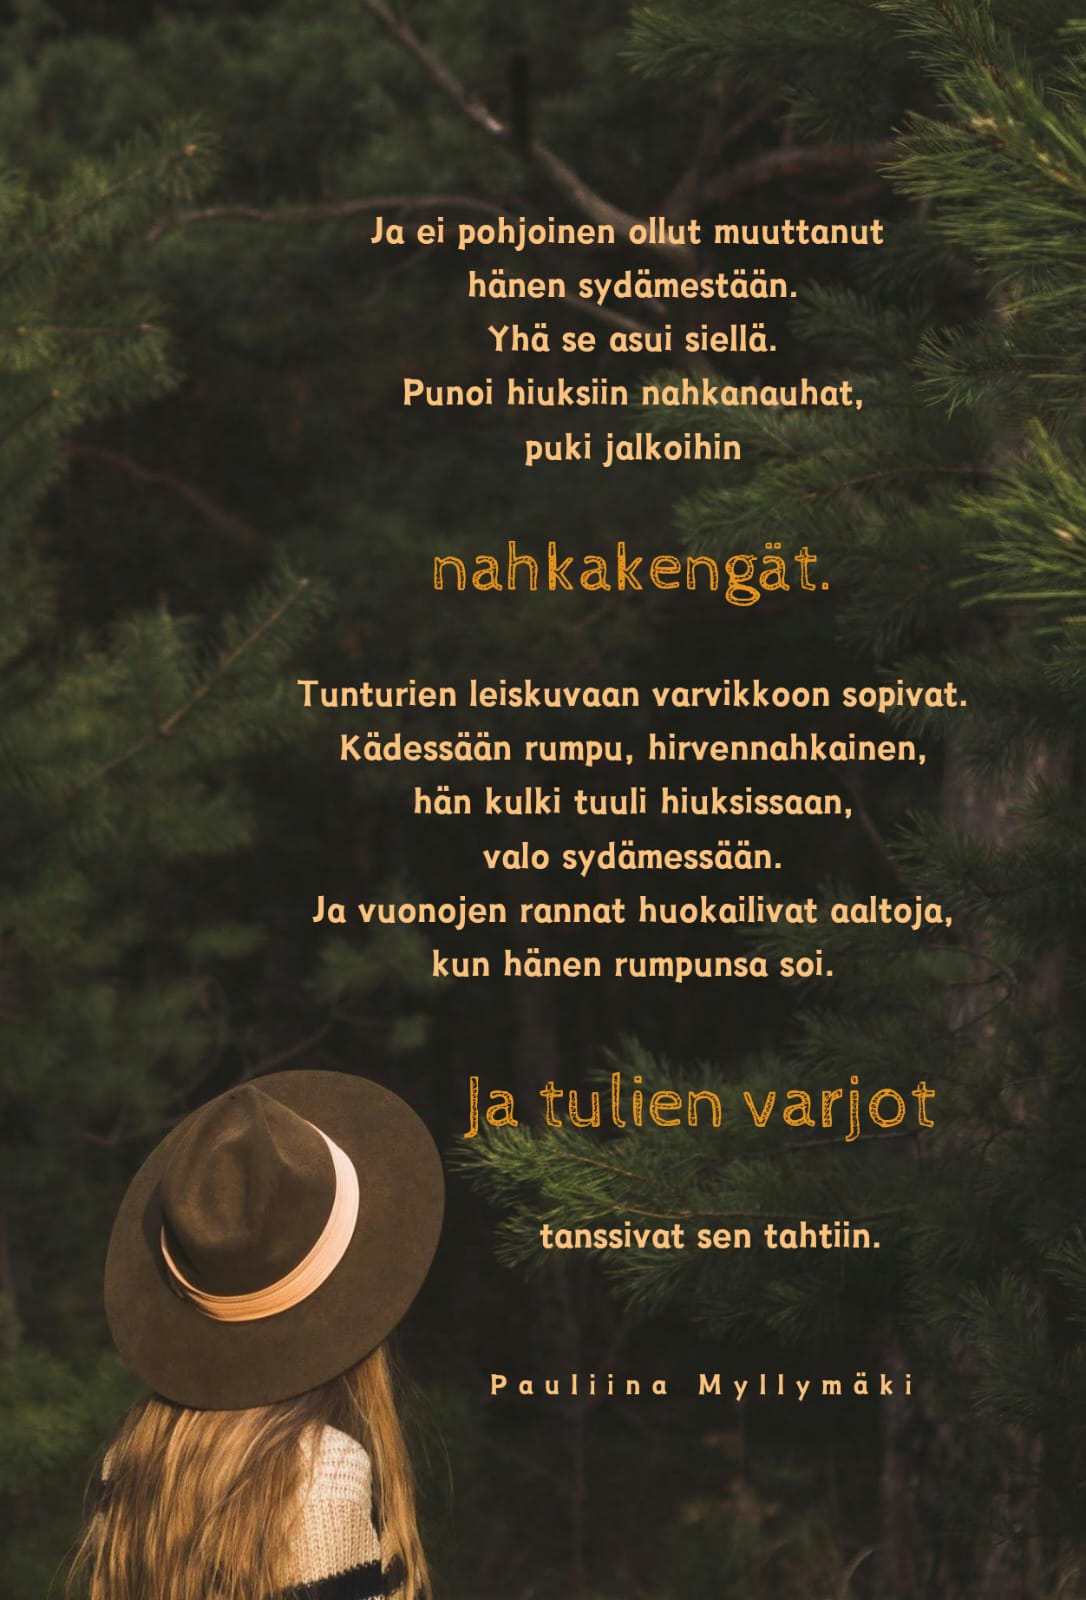 Ja ei pohjoinen ollut muuttanut
hänen sydämestään.
Yhä se asui siellä.
Punoi hiuksiin nahkanauhat,
puki jalkoihin
nahkakengät.
Tunturien leiskuvaan varvikkoon sopivat.
Kädessään rumpu, hirvennahkainen,
hän kulki tuuli hiuksissaan,
valo sydämessään.
Ja vuonojen rannat huokailivat aaltoja,
kun hänen rumpunsa soi.
Ja tulien varjot
tanssivat sen tahtiin.
Pauliina Myllymäki